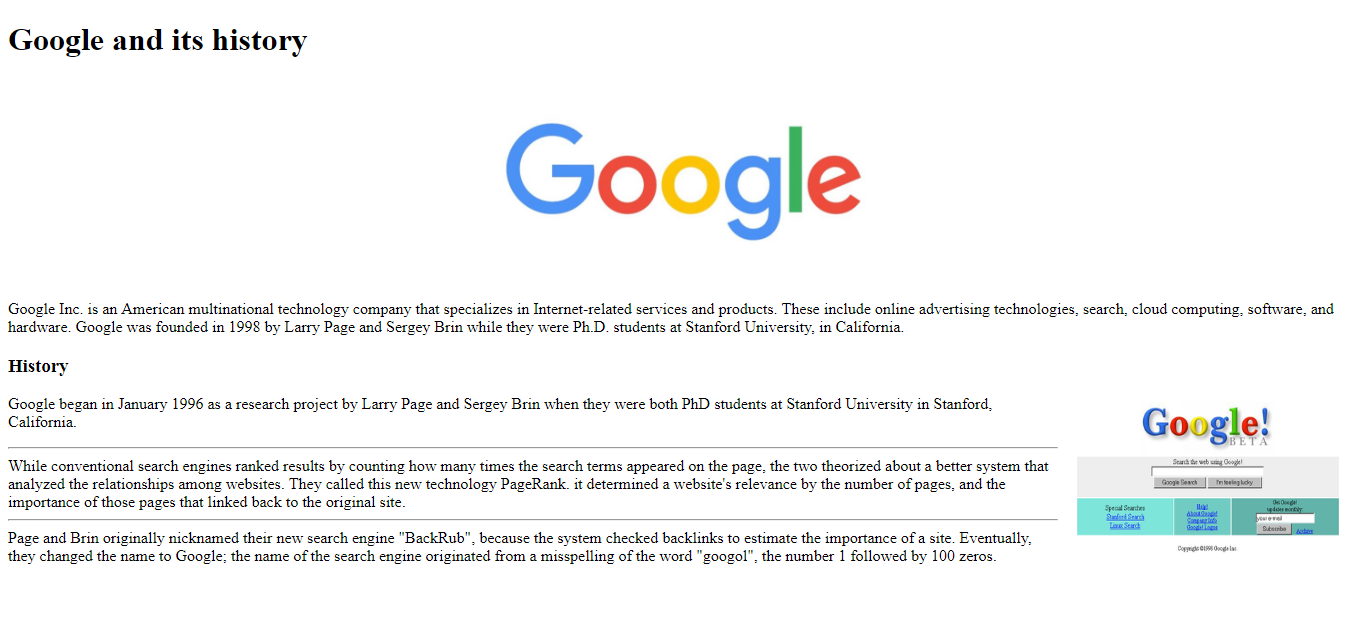 Google and its history
Google
Google Inc. is an American multinational technology company that specializes in Internet-related services and products. These include online advertising technologies, search, cloud computing, software, and
hardware. Google was founded in 1998 by Larry Page and Sergey Brin while they were Ph.D. students at Stanford University, in California.
History
Google began in January 1996 as a research project by Larry Page and Sergey Brin when they were both PhD students at Stanford University in Stanford,
California.
While conventional search engines ranked results by counting how many times the search terms appeared on the page, the two theorized about a better system that
analyzed the relationships among websites. They called this new technology PageRank. it determined a website's relevance by the number of pages, and the
importance of those pages that linked back to the original site.
Page and Brin originally nicknamed their new search engine "BackRub", because the system checked backlinks to estimate the importance of a site. Eventually,
they changed the name to Google; the name of the search engine originated from a misspelling of the word "googol", the number 1 followed by 100 zeros.
Google!
BETA
Search the web using Google!
Google Search I'm feeling lucky
Special Searches
Stanford Search
Linux Search
Help!
About Google!
Company Info
Google! Logos
Get Google!
updates monthly:
your e-mail
Subscribe Archive
Copyright ©1998 Google Inc.